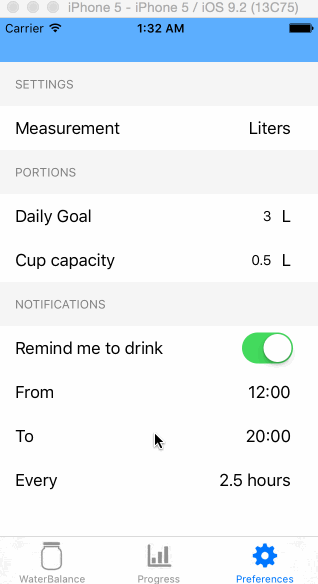 iPhone 5 - iPhone 5 / iOS 9.2 (13C75)
Carrier 1:32 AM
SETTINGS
Measurement Liters
PORTIONS
Daily Goal 3 L
Cup capacity 0.5 L
NOTIFICATIONS
Remind me to drink
From 12:00
To 20:00
Every 2.5 hours
WaterBalance Progress Preferences